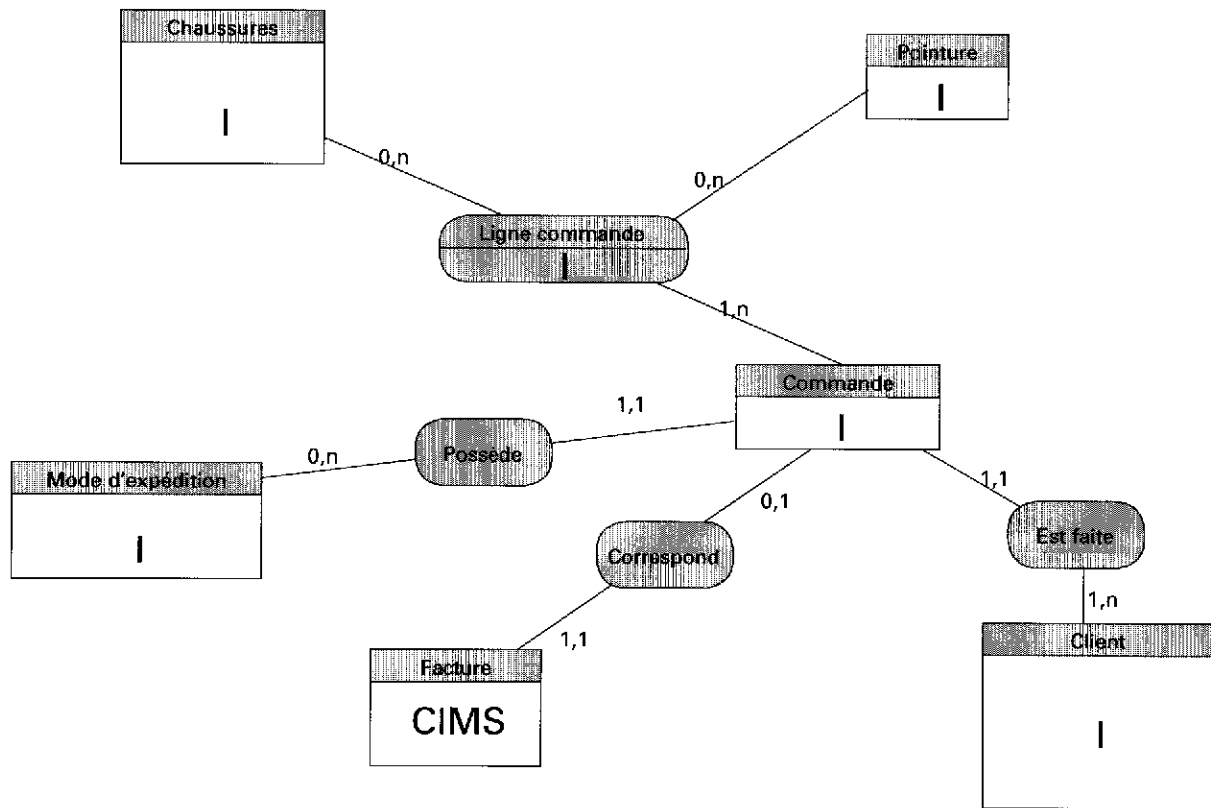 Chaussures
I
Pointure
I
0,n
0,n
Ligne commande
I
1,n
Commande
I
1,1
Possède
0,n
Mode d'expédition
I
0,1
1,1
Correspond
Est faite
1,1
1,n
Facture
CIMS
Client
I